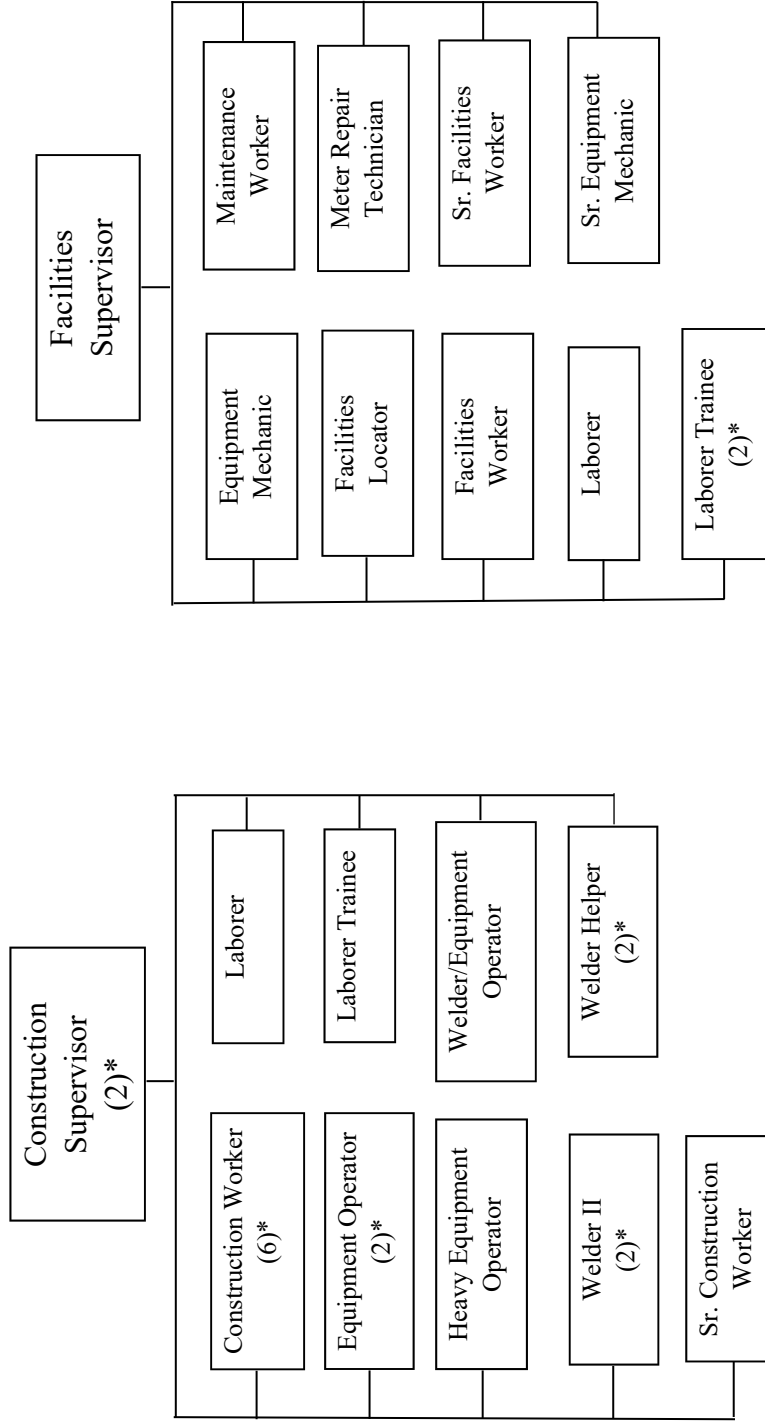 Construction
Supervisor
(2)*
Construction Worker
(6)*
Equipment Operator
(2)*
Heavy Equipment
Operator
Welder II
(2)*
Sr. Construction
Worker
Laborer
Laborer Trainee
Welder/Equipment
Operator
Welder Helper
(2)*
Facilities
Supervisor
Equipment
Mechanic
Facilities
Locator
Facilities
Worker
Laborer
Laborer Trainee
(2)*
Maintenance
Worker
Meter Repair
Technician
Sr. Facilities
Worker
Sr. Equipment
Mechanic